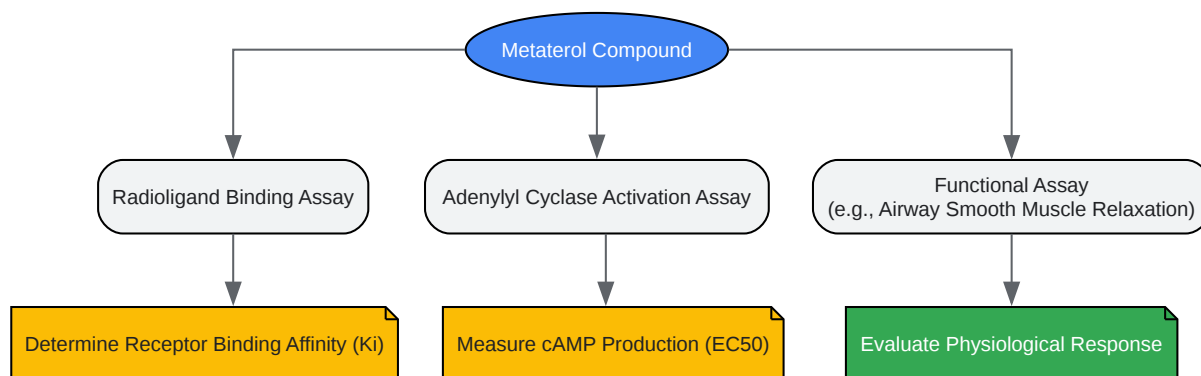 Metaterol Compound
Radioligand Binding Assay
Adenylyl Cyclase Activation Assay
Functional Assay
(e.g., Airway Smooth Muscle Relaxation)
Determine Receptor Binding Affinity (Ki)
Measure cAMP Production (EC50)
Evaluate Physiological Response